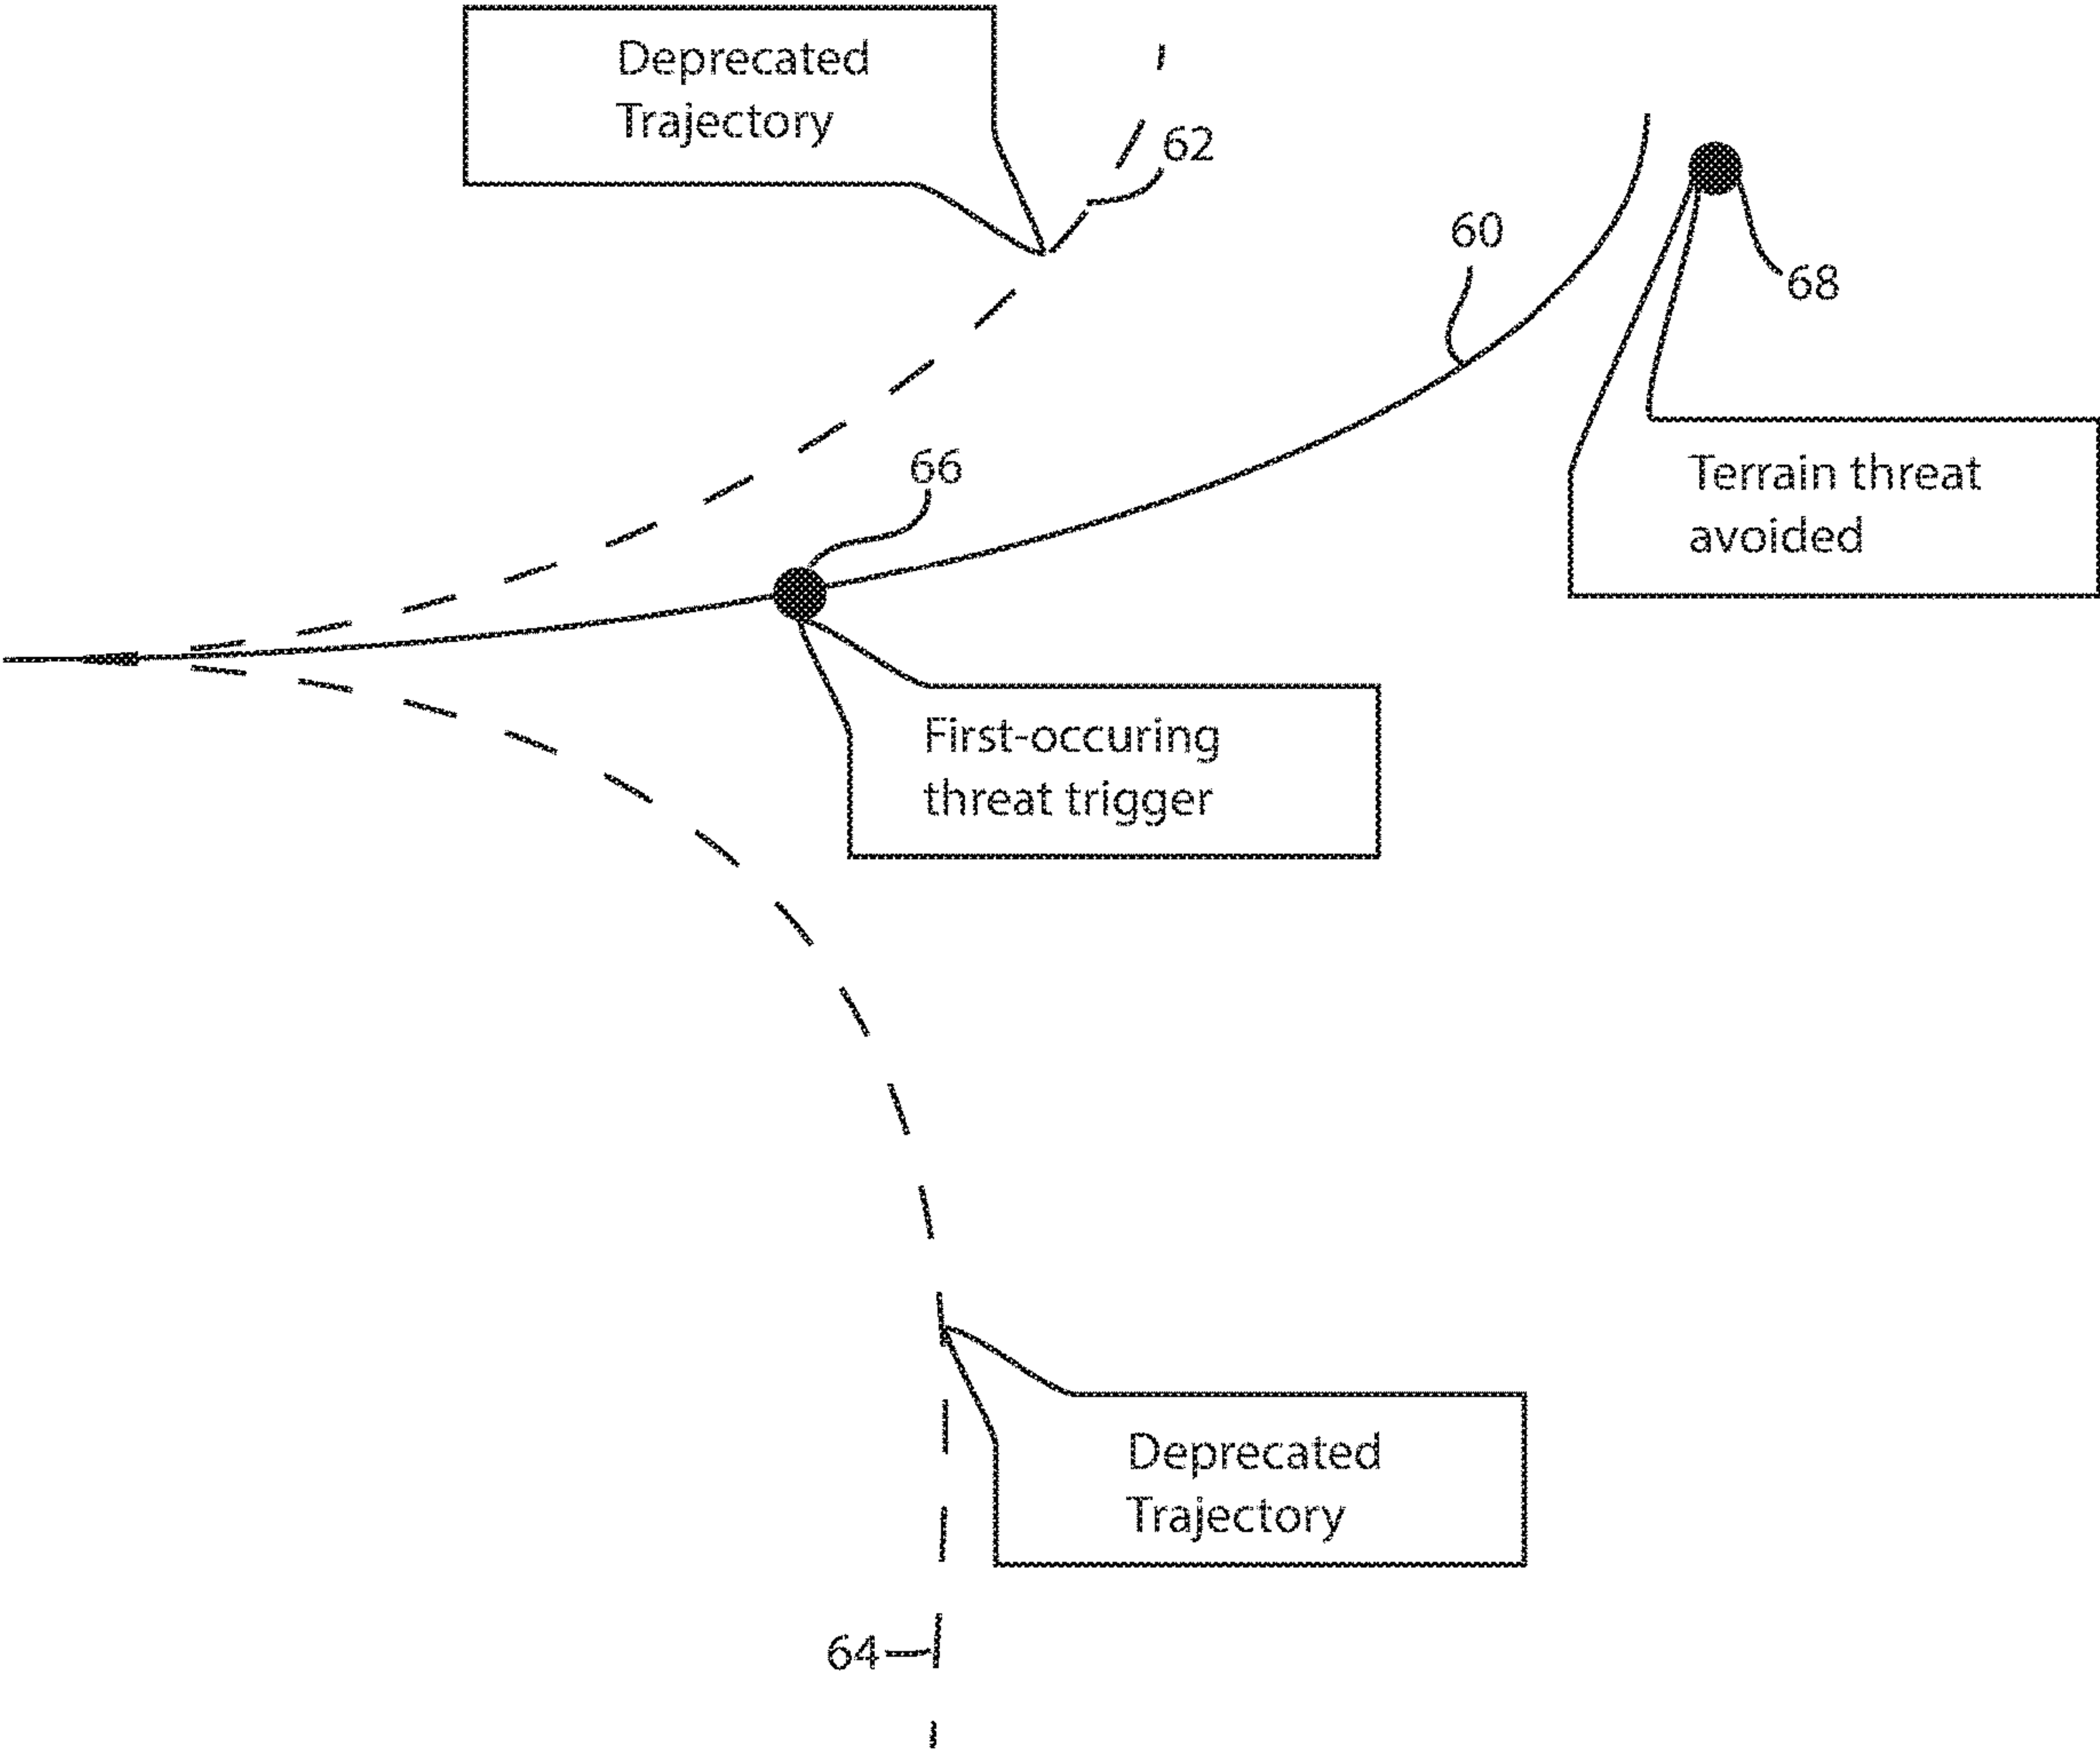 Deprecated
Trajectory
62
60
68
66
Terrain threat
avoided
First-occuring
threat trigger
Deprecated
Trajectory
64